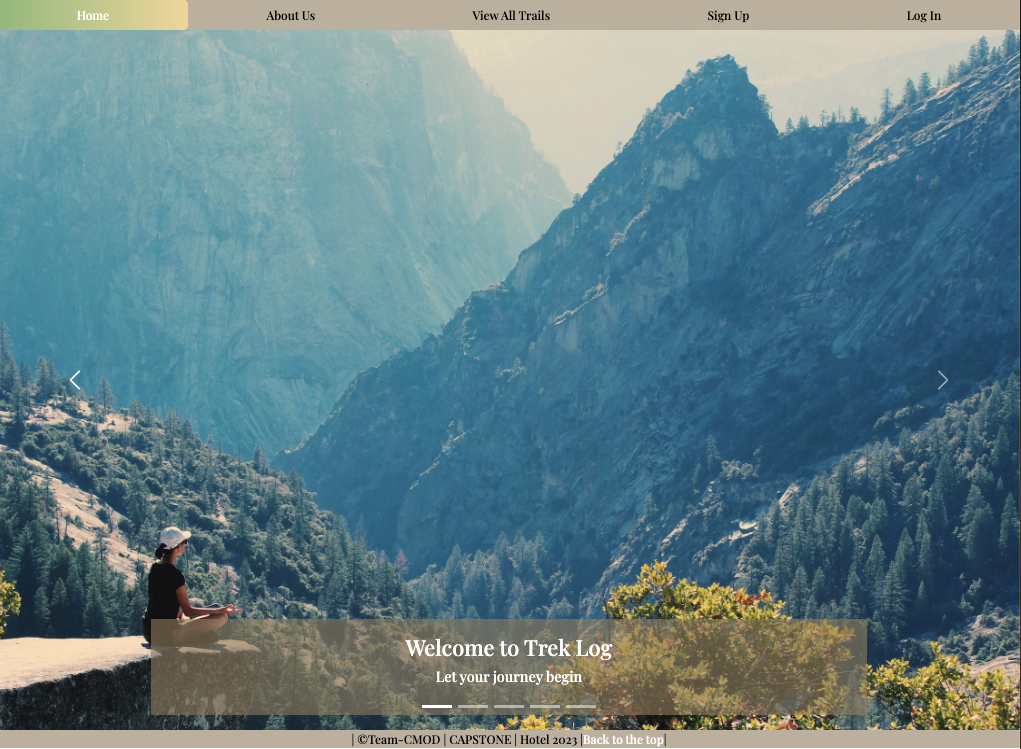 Home About Us View All Trails Sign Up Log In
Welcome to Trek Log
Let your journey begin
| ©Team-CMOD | CAPSTONE | Hotel 2023 |Back to the top|